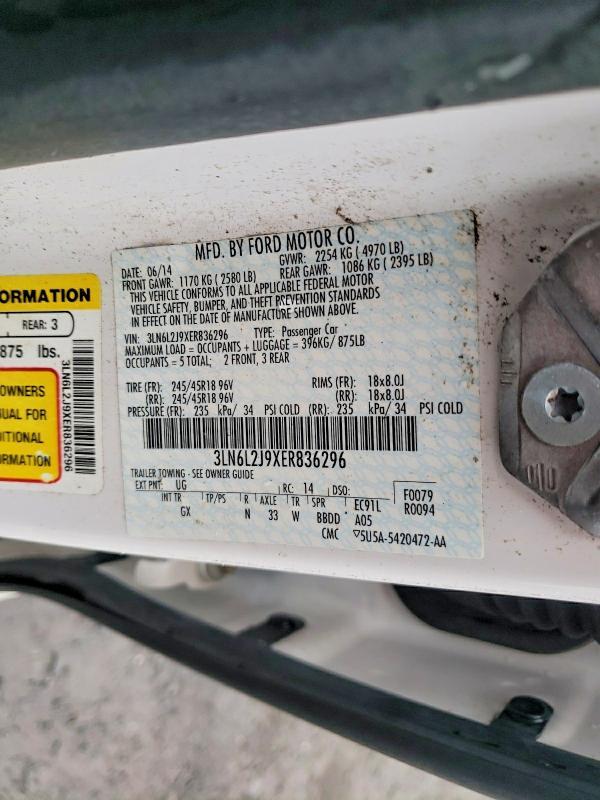 MFD. BY FORD MOTOR CO.
DATE: 06/14 GVWR: 2254 KG ( 4970 LB)
FRONT GAWR: 1170 KG ( 2580 LB) REAR GAWR: 1086 KG ( 2395 LB)
THIS VEHICLE CONFORMS TO ALL APPLICABLE FEDERAL MOTOR
VEHICLE SAFETY, BUMPER, AND THEFT PREVENTION STANDARDS
IN EFFECT ON THE DATE OF MANUFACTURE SHOWN ABOVE.
VIN: 3LN6L2J9XER836296 TYPE: Passenger Car
MAXIMUM LOAD = OCCUPANTS + LUGGAGE = 396KG/ 875LB
OCCUPANTS = 5 TOTAL; 2 FRONT, 3 REAR
TIRE (FR): 245/45R18 96V RIMS (FR): 18x8.0J
(RR): 245/45R18 96V (RR): 18x8.0J
PRESSURE (FR): 235 kPa/ 34 PSI COLD (RR): 235 kPa/ 34 PSI COLD
3LN6L2J9XER836296
TRAILER TOWING - SEE OWNER GUIDE
EXT PNT: UG RC: 14 DSO: F0079
INT TR TP/PS R AXLE TR SPR EC91L R0094
GX N 33 W BBDD A05
CMC ▽5U5A-5420472-AA
ORMATION
REAR: 3
875 lbs.
OWNERS
UAL FOR
ITIONAL
RMATION
3LN6L2J9XER836296